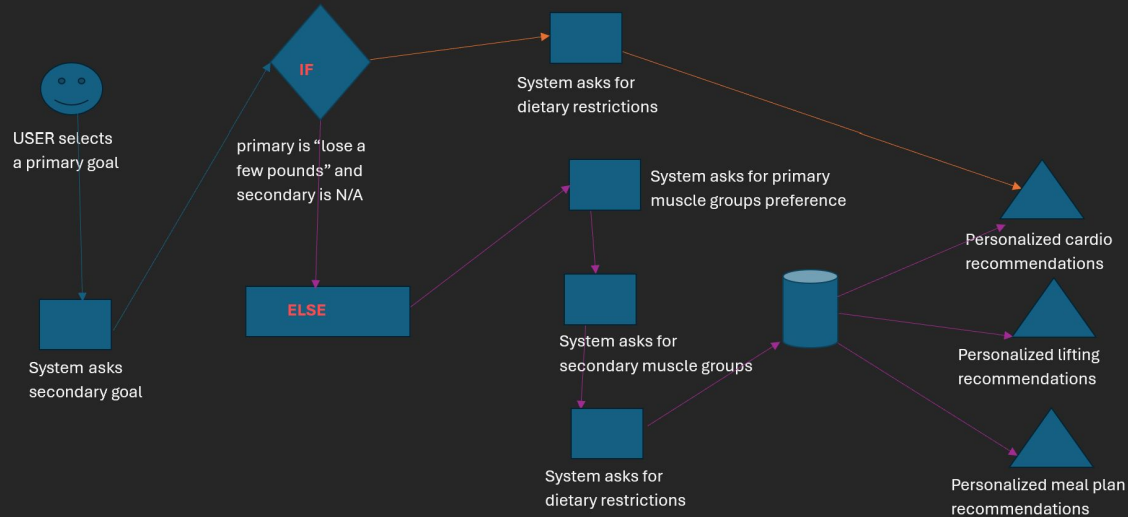 USER selects
a primary goal
System asks
secondary goal
IF
primary is “lose a
few pounds” and
secondary is N/A
ELSE
System asks for
dietary restrictions
System asks for primary
muscle groups preference
System asks for
secondary muscle groups
System asks for
dietary restrictions
Personalized cardio
recommendations
Personalized lifting
recommendations
Personalized meal plan
recommendations